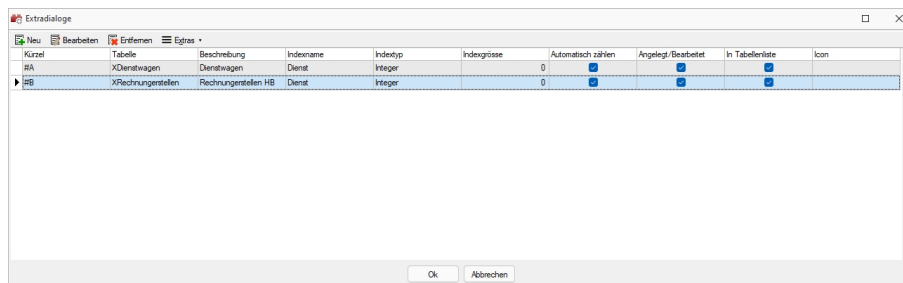 Extradialoge
Neu Bearbeiten Entfernen Extras
Kürzel Tabelle Beschreibung Indexname Indextyp Indexgrösse Automatisch zählen Angelegt/Bearbeitet In Tabellenliste Icon
#A XDienstwagen Dienstwagen Dienst Integer 0
#B XRechnungerstellen Rechnungerstellen HB Dienst Integer 0
Ok Abbrechen